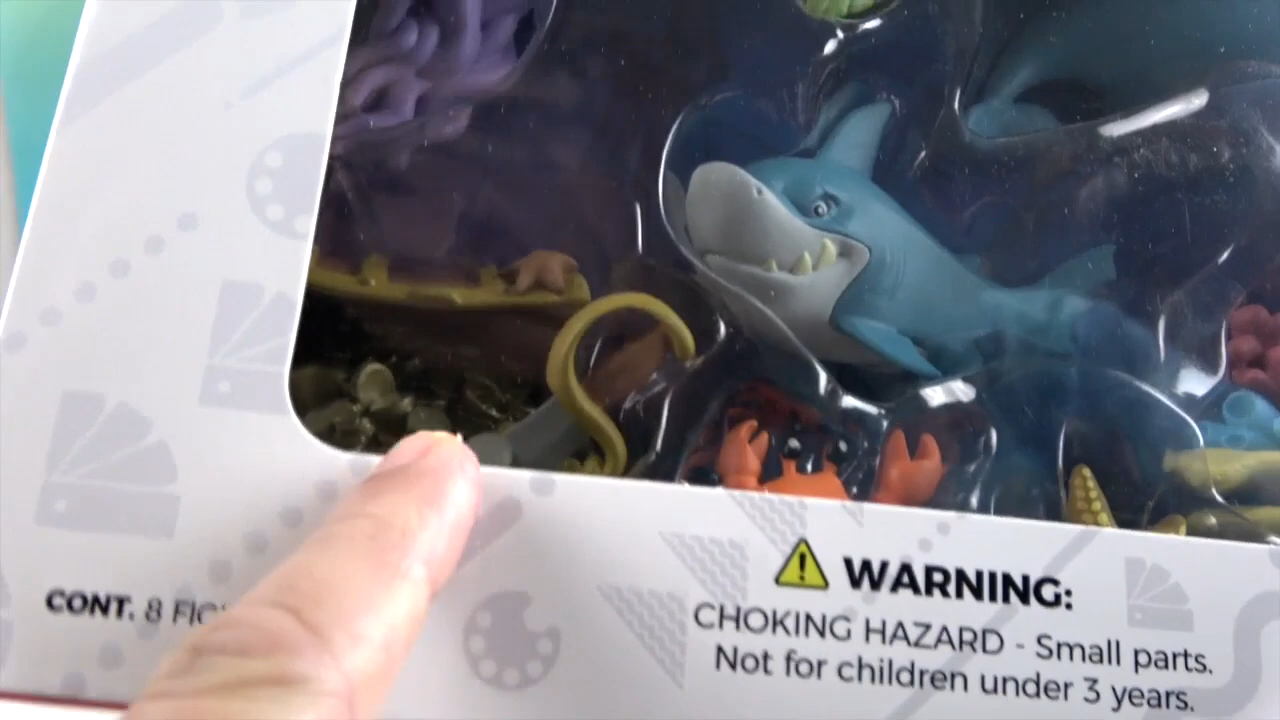 CONT. 8
WARNING:
CHOKING HAZARD - Small parts.
Not for children under 3 years.